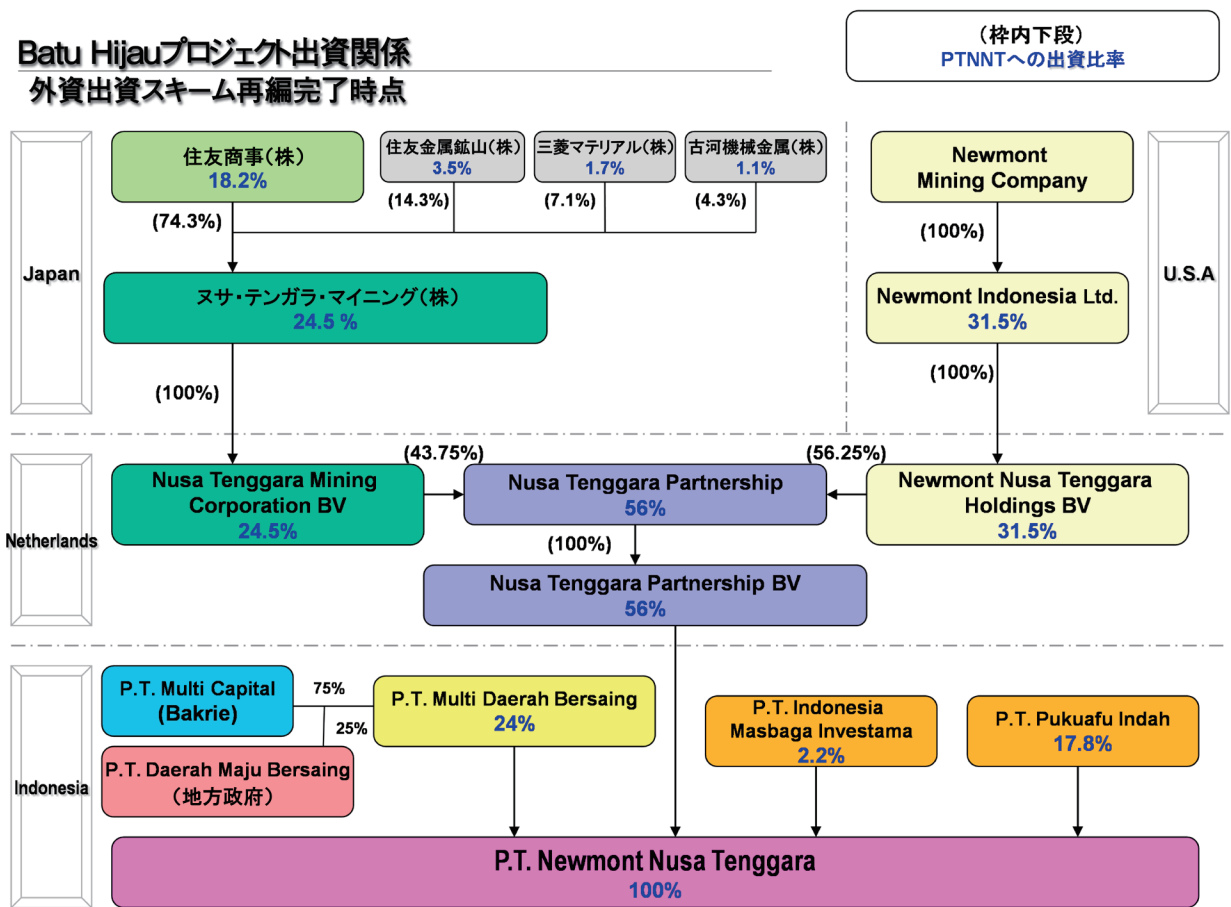 Batu Hijauプロジェクト出資関係
外資出資スキーム再編完了時点
(枠内下段)
PTNNTへの出資比率
Japan
住友商事(株)
18.2%
住友金属鉱山(株)
3.5%
三菱マテリアル(株)
1.7%
古河機械金属(株)
1.1%
(74.3%)
(14.3%)
(7.1%)
(4.3%)
ヌサ・テンガラ・マイニング(株)
24.5 %
(100%)
Newmont
Mining Company
(100%)
Newmont Indonesia Ltd.
31.5%
(100%)
U.S.A
Netherlands
Nusa Tenggara Mining
Corporation BV
24.5%
(43.75%)
Nusa Tenggara Partnership
56%
(56.25%)
Newmont Nusa Tenggara
Holdings BV
31.5%
(100%)
Nusa Tenggara Partnership BV
56%
Indonesia
P.T. Multi Capital
(Bakrie)
75%
25%
P.T. Daerah Maju Bersaing
(地方政府)
P.T. Multi Daerah Bersaing
24%
P.T. Indonesia
Masbaga Investama
2.2%
P.T. Pukuafu Indah
17.8%
P.T. Newmont Nusa Tenggara
100%